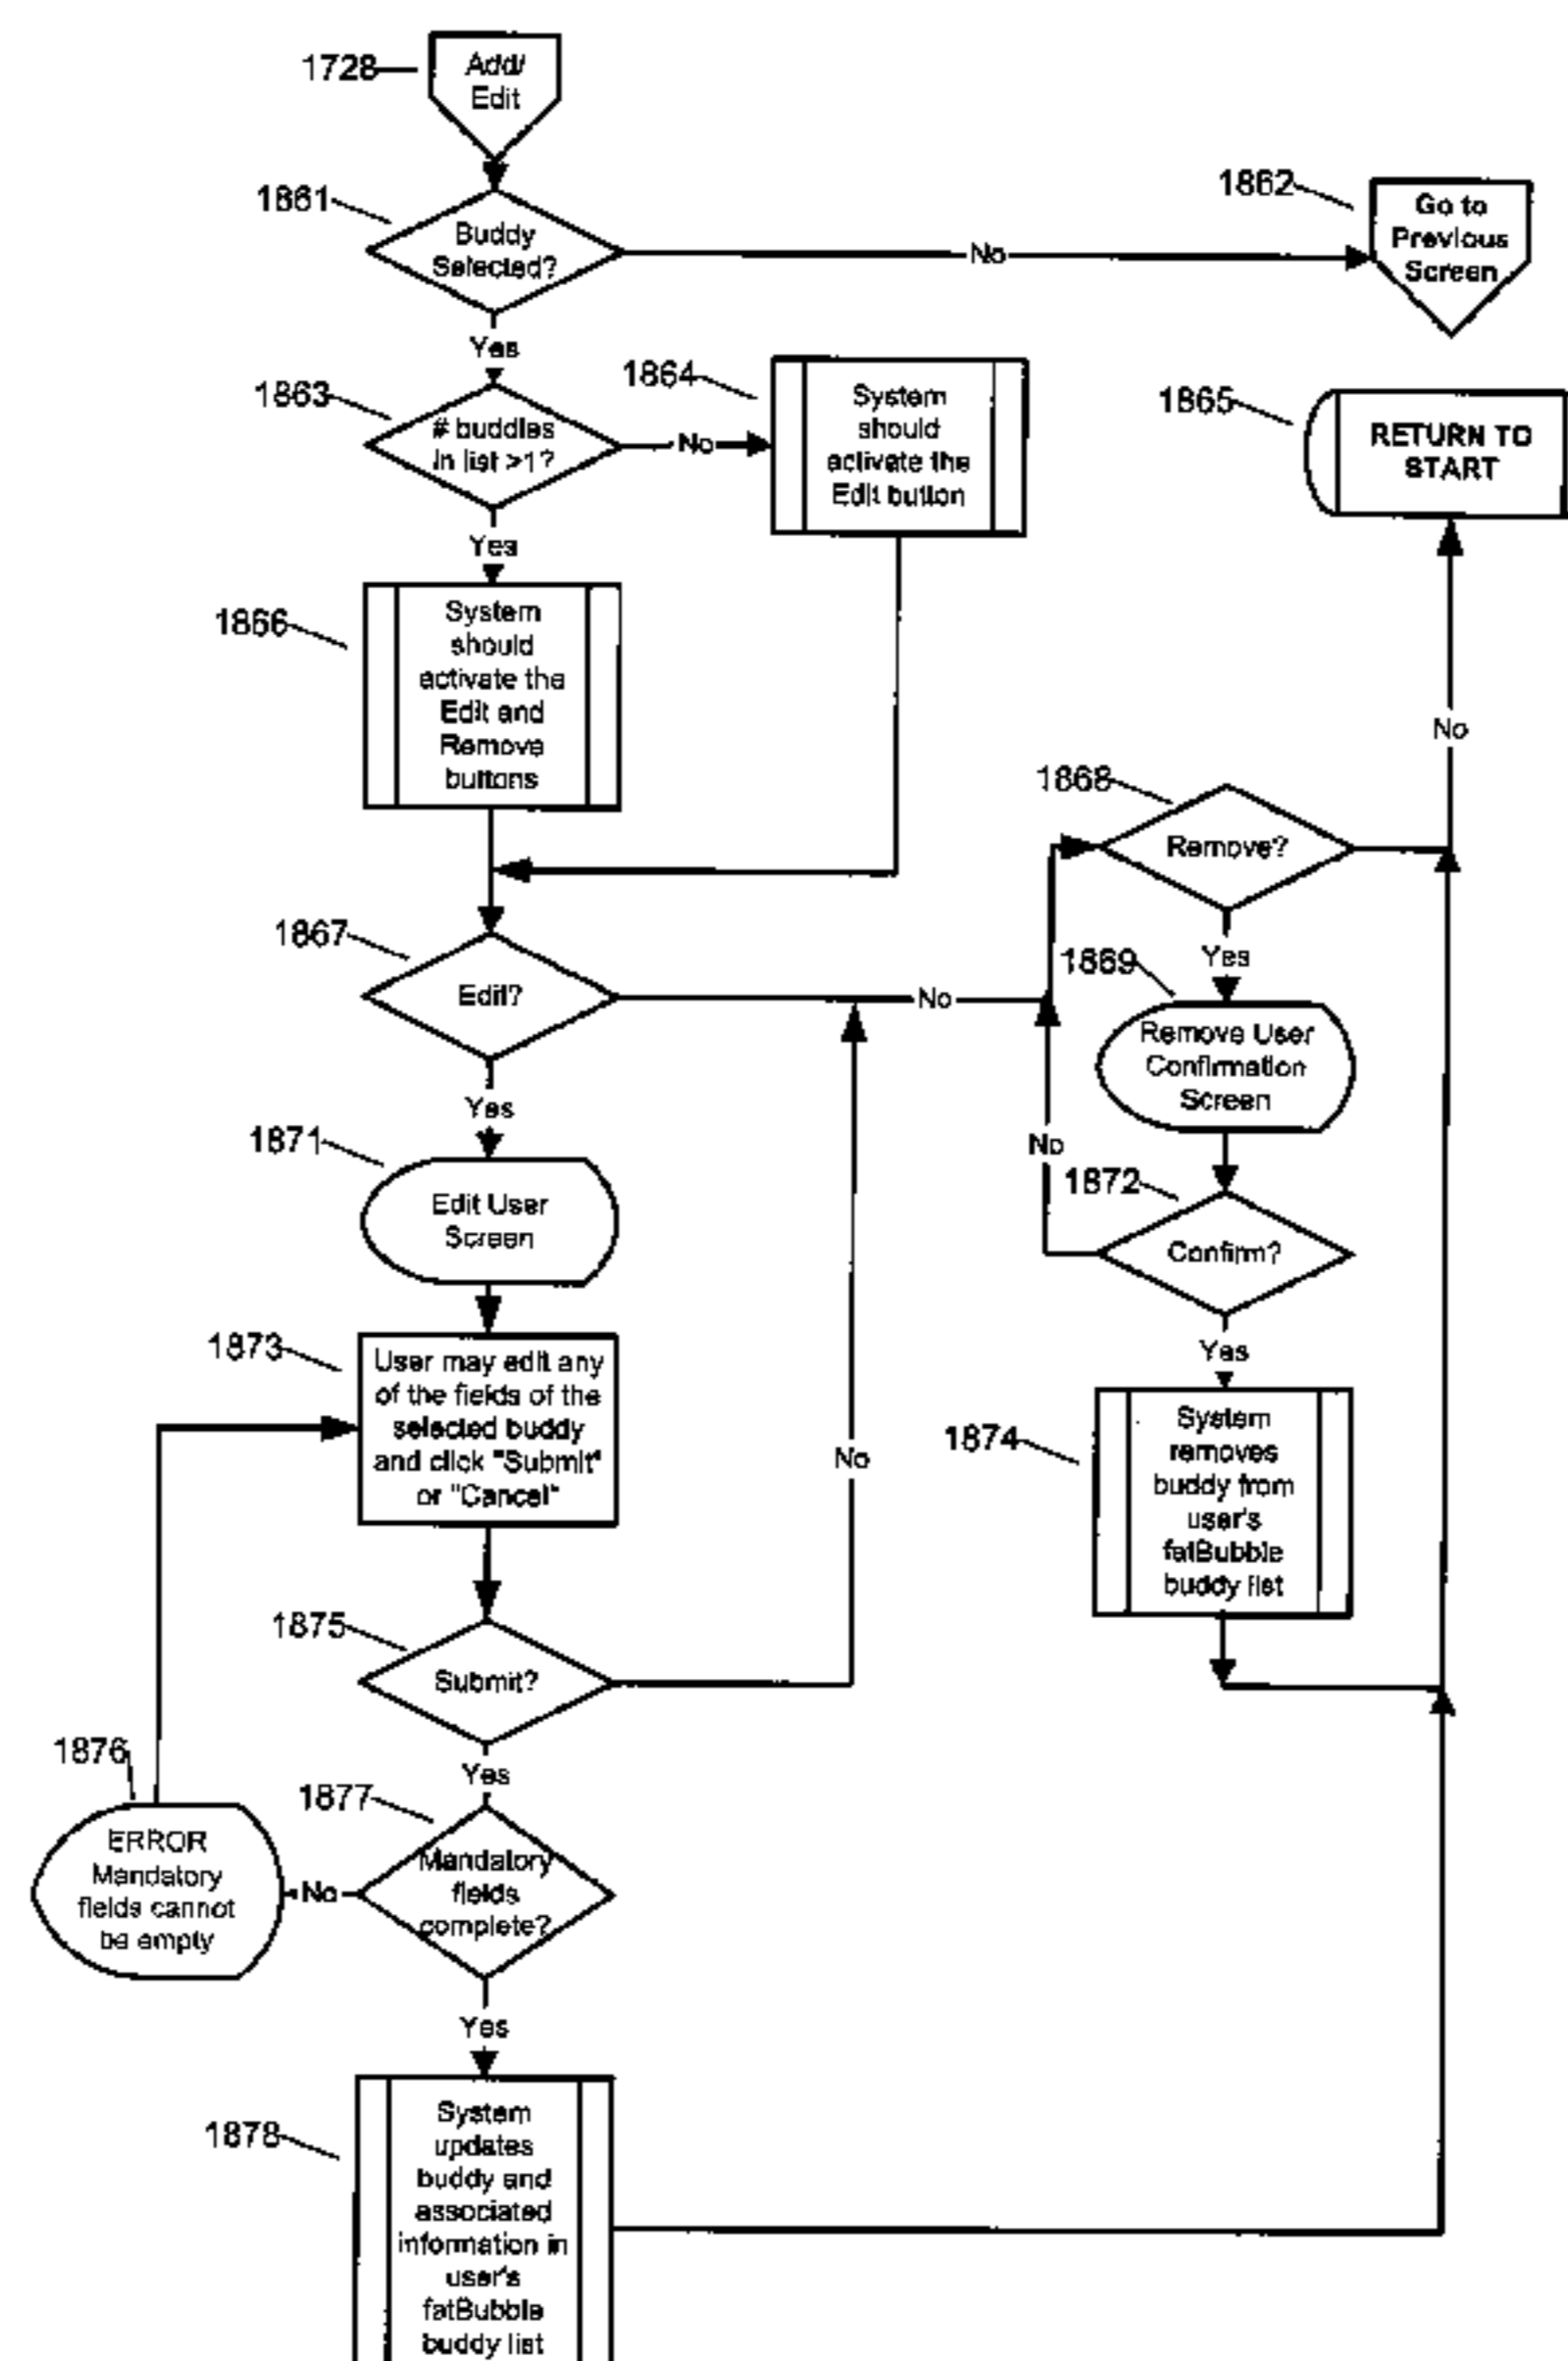 1728
Add/
Edit
1861
Buddy
Selected?
No
1862
Go to
Previous
Screen
Yes
1863
# buddies
in list >1?
No
1864
System
should
activate the
Edit button
1865
RETURN TO
START
Yes
1866
System
should
activate the
Edit and
Remove
buttons
No
1868
Remove?
1867
Edit?
No
Yes
1869
Remove User
Confirmation
Screen
Yes
1871
Edit User
Screen
No
1872
Confirm?
1873
User may edit any
of the fields of the
selected buddy
and click "Submit"
or "Cancel"
Yes
1874
System
removes
buddy from
user's
fatBubble
buddy list
No
1875
Submit?
Yes
1876
ERROR
Mandatory
fields cannot
be empty
1877
Mandatory
fields
complete?
No
Yes
1878
System
updates
buddy and
associated
information in
user's
fatBubble
buddy list